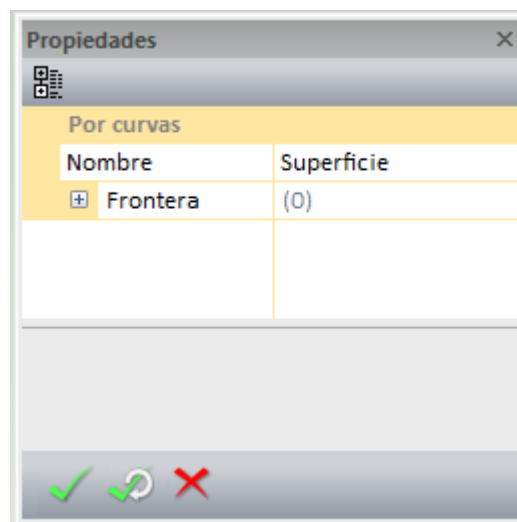 Propiedades
Por curvas
Nombre Superficie
Frontera (0)